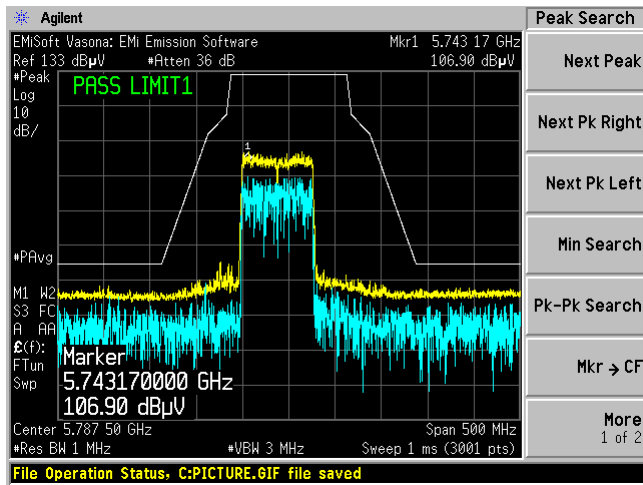 Agilent
Peak Search
EMiSoft Vasona: EMi Emission Software
Mkr1 5.743 17 GHz
Ref 133 dBµV #Atten 36 dB 106.90 dBµV
#Peak
Log
10
dB/
PASS LIMIT1
1
#PAvg
M1 W2
S3 FC
A AA
£(f):
FTun
Swp
Marker
5.743170000 GHz
106.90 dBµV
Center 5.787 50 GHz Span 500 MHz
#Res BW 1 MHz #VBW 3 MHz Sweep 1 ms (3001 pts)
File Operation Status, C:PICTURE.GIF file saved
Next Peak
Next Pk Right
Next Pk Left
Min Search
Pk-Pk Search
Mkr → CF
More
1 of 2